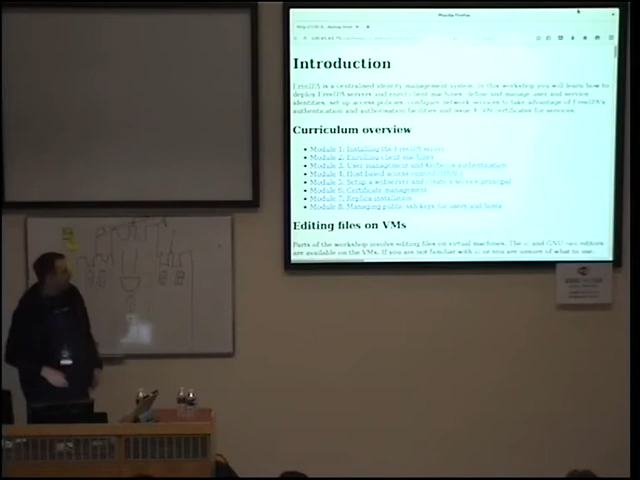 Mozilla Firefox
Introduction
FreeIPA is a centralised identity management system. In this workshop you will learn how to
deploy FreeIPA servers and enrol client machines, define and manage user and service
identities, set up access policies, configure network services to take advantage of FreeIPA's
authentication and authorisation facilities and issue X.509 certificates for services.
Curriculum overview
Module 1: Installing the FreeIPA server
Module 2: Enrolling client machines
Module 3: User management and Kerberos authentication
Module 4: Host-based access control (HBAC)
Module 5: Setup a webserver and create a service principal
Module 6: Certificate management
Module 7: Replica installation
Module 8: Managing public ssh keys for users and hosts
Editing files on VMs
Parts of the workshop involve editing files on virtual machines. The vi and GNU nano editors
are available on the VMs. If you are not familiar with vi or you are unsure of what to use,